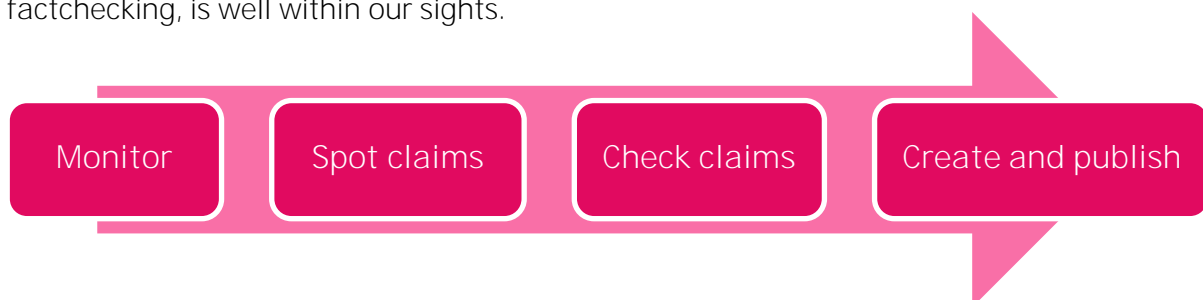 factchecking, is well within our sights.
Monitor
Spot claims
Check claims
Create and publish